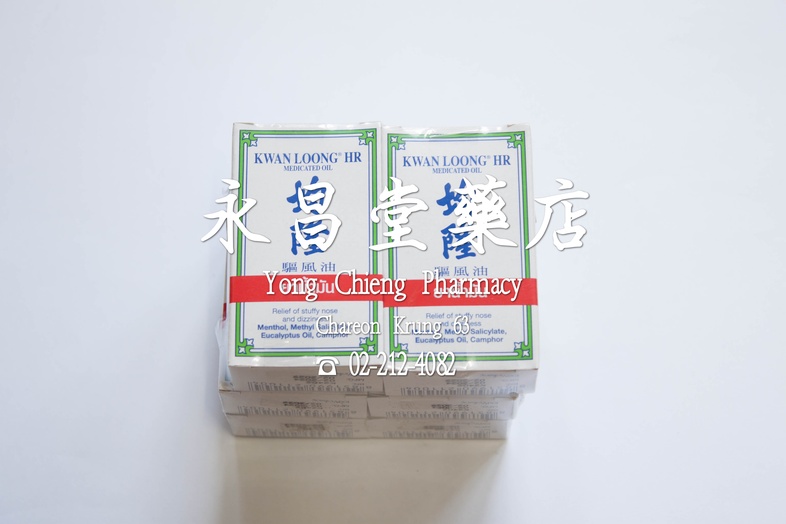 KWAN LOONG® HR
MEDICATED OIL
驅風油
Relief of stuffy nose
and dizziness
Menthol, Methyl
Eucalyptus Oil, Camphor
KWAN LOONG® HR
MEDICATED OIL
驅風油
Relief of stuffy nose
Salicylate,
Eucalyptus Oil, Camphor
永昌堂藥店
Yong Chieng Pharmacy
Chareon Krung 63
☎ 02-212-4082